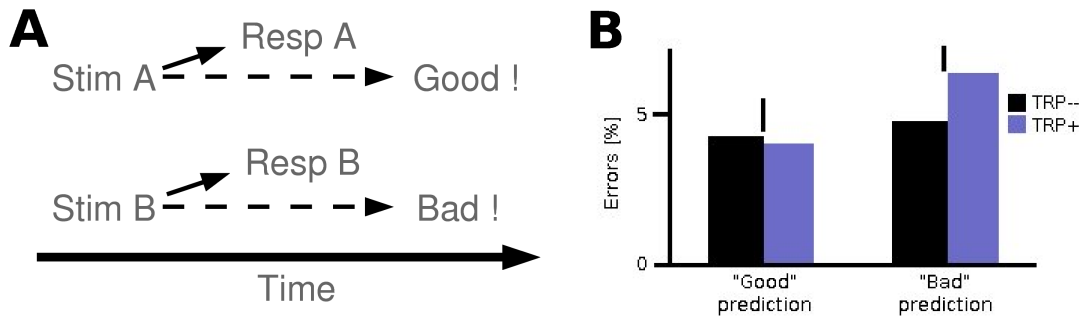 A
Resp A
Stim A
Good !
Resp B
Stim B
Bad !
Time
B
Errors [%]
5
0
"Good"
prediction
"Bad"
prediction
TRP--
TRP+